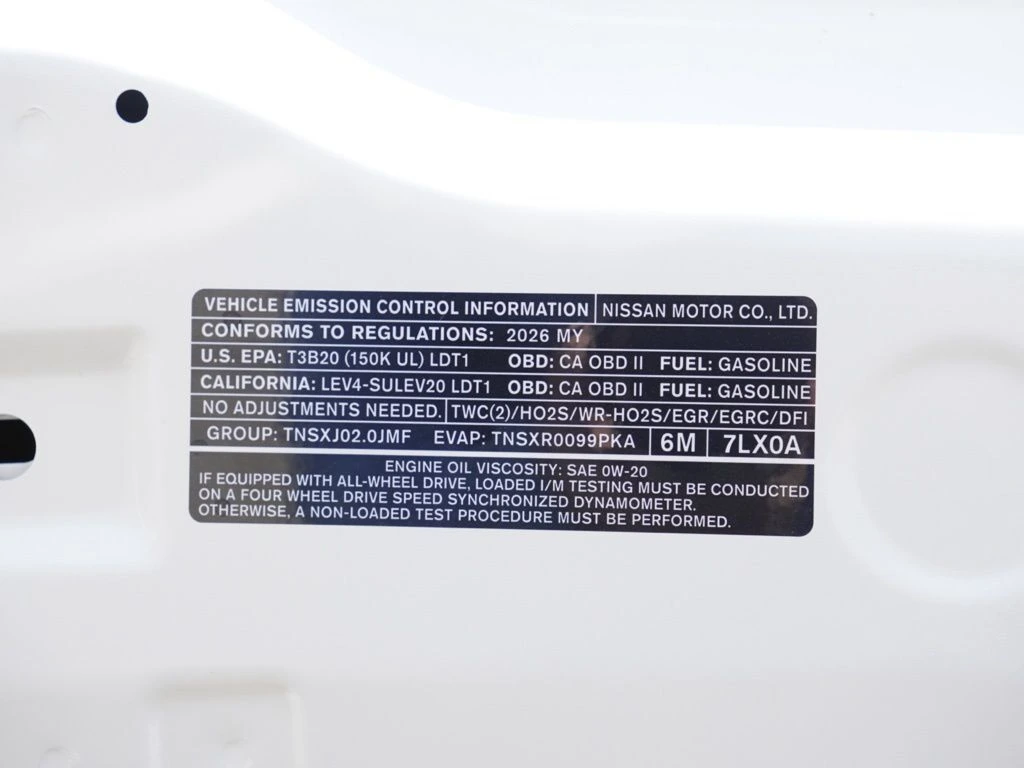 VEHICLE EMISSION CONTROL INFORMATION NISSAN MOTOR CO., LTD.
CONFORMS TO REGULATIONS: 2026 MY
U.S. EPA: T3B20 (150K UL) LDT1 OBD: CA OBD II FUEL: GASOLINE
CALIFORNIA: LEV4-SULEV20 LDT1 OBD: CA OBD II FUEL: GASOLINE
NO ADJUSTMENTS NEEDED. TWC(2)/HO2S/WR-HO2S/EGR/EGRC/DFI
GROUP: TNSXJ02.0JMF EVAP: TNSXR0099PKA 6M 7LX0A
ENGINE OIL VISCOSITY: SAE 0W-20
IF EQUIPPED WITH ALL-WHEEL DRIVE, LOADED I/M TESTING MUST BE CONDUCTED
ON A FOUR WHEEL DRIVE SPEED SYNCHRONIZED DYNAMOMETER.
OTHERWISE, A NON-LOADED TEST PROCEDURE MUST BE PERFORMED.